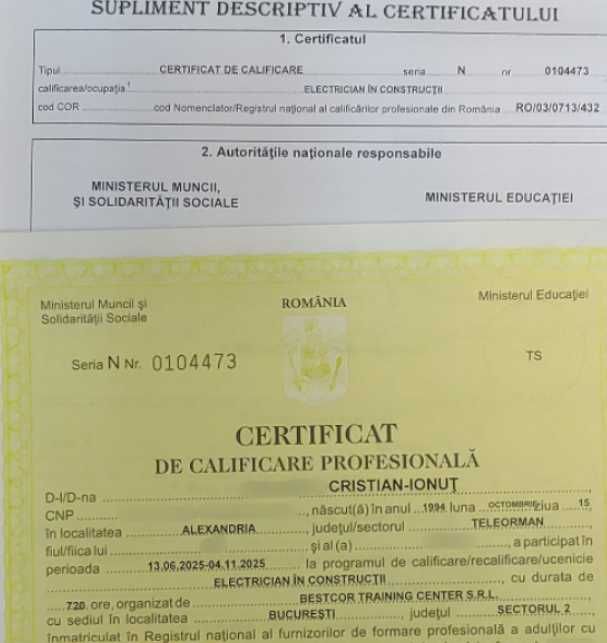 SUPLIMENT DESCRIPTIV AL CERTIFICATULUI
1. Certificatul
Tipul CERTIFICAT DE CALIFICARE seria N nr 0104473
calificarea/ocupația¹ ELECTRICIAN ÎN CONSTRUCȚII
cod COR cod Nomenclator/Registrul național al calificărilor profesionale din România RO/03/0713/432
2. Autoritățile naționale responsabile
MINISTERUL MUNCII,
ȘI SOLIDARITĂȚII SOCIALE
MINISTERUL EDUCAȚIEI
Ministerul Muncii și
Solidarității Sociale
ROMÂNIA
Ministerul Educației
Seria N Nr. 0104473
TS
CERTIFICAT
DE CALIFICARE PROFESIONALĂ
D-l/D-na CRISTIAN-IONUȚ,
CNP, născut(ă) în anul 1994 luna OCTOMBRIE ziua 15
în localitatea ALEXANDRIA, județul/sectorul TELEORMAN,
fiul/fiica lui și al (a), a participat în
perioada 13.06.2025-04.11.2025 la programul de calificare/recalificare/ucenicie
ELECTRICIAN ÎN CONSTRUCȚII, cu durata de
720 ore, organizat de BESTCOR TRAINING CENTER S.R.L.,
cu sediul în localitatea BUCUREȘTI, județul SECTORUL 2,
înmatriculat în Registrul național al furnizorilor de formare profesională a adulților cu